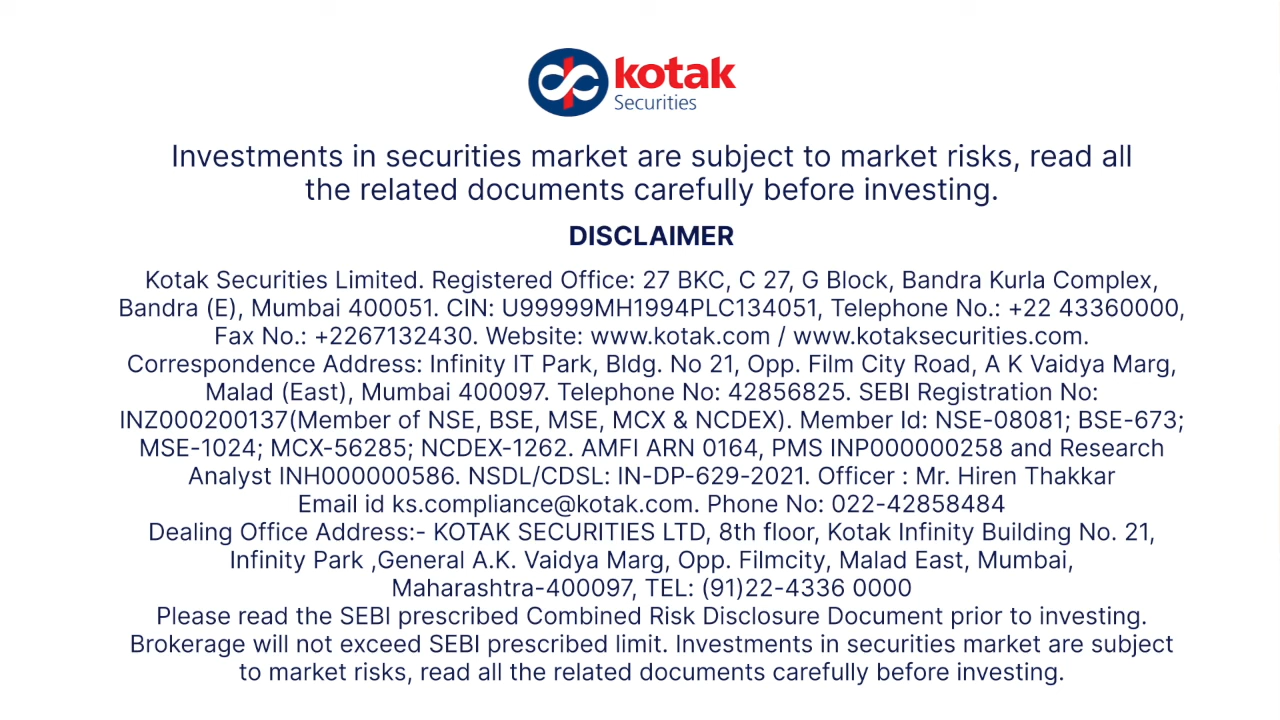 kotak
Securities
Investments in securities market are subject to market risks, read all
the related documents carefully before investing.
DISCLAIMER
Kotak Securities Limited. Registered Office: 27 BKC, C 27, G Block, Bandra Kurla Complex,
Bandra (E), Mumbai 400051. CIN: U99999MH1994PLC134051, Telephone No.: +22 43360000,
Fax No.: +2267132430. Website: www.kotak.com / www.kotaksecurities.com.
Correspondence Address: Infinity IT Park, Bldg. No 21, Opp. Film City Road, A K Vaidya Marg,
Malad (East), Mumbai 400097. Telephone No: 42856825. SEBI Registration No:
INZ000200137(Member of NSE, BSE, MSE, MCX & NCDEX). Member Id: NSE-08081; BSE-673;
MSE-1024; MCX-56285; NCDEX-1262. AMFI ARN 0164, PMS INP000000258 and Research
Analyst INH000000586. NSDL/CDSL: IN-DP-629-2021. Officer : Mr. Hiren Thakkar
Email id ks.compliance@kotak.com. Phone No: 022-42858484
Dealing Office Address:- KOTAK SECURITIES LTD, 8th floor, Kotak Infinity Building No. 21,
Infinity Park ,General A.K. Vaidya Marg, Opp. Filmcity, Malad East, Mumbai,
Maharashtra-400097, TEL: (91)22-4336 0000
Please read the SEBI prescribed Combined Risk Disclosure Document prior to investing.
Brokerage will not exceed SEBI prescribed limit. Investments in securities market are subject
to market risks, read all the related documents carefully before investing.